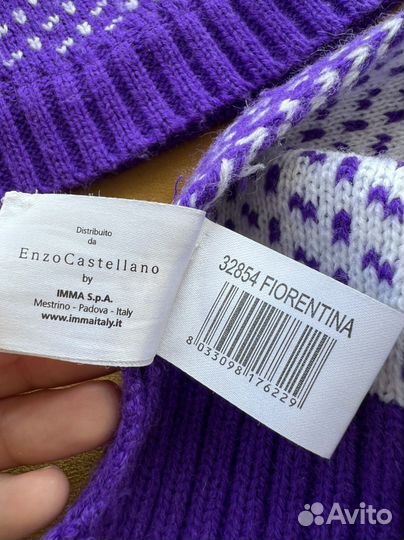 Distribuito
da
EnzoCastellano
by
IMMA S.p.A.
Mestrino - Padova - Italy
www.immaitaly.it
32854 FIORENTINA
8 033098 176229
Avito